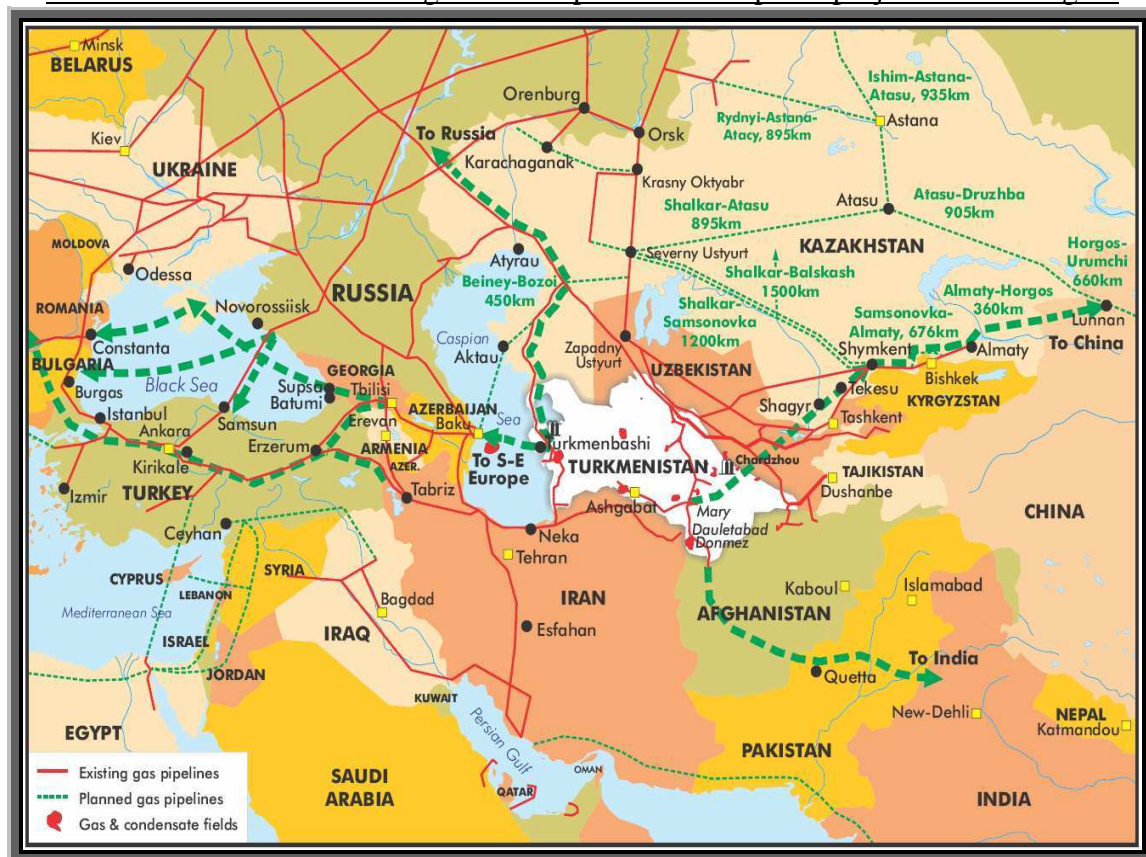 Minsk
BELARUS
Kiev
UKRAINE
MOLDOVA
Odessa
ROMANIA
Constanta
BULGARIA
Burgas
Black Sea
Novorossiisk
RUSSIA
Orenburg
To Russia
Karachaganak
Orsk
Krasny Oktyabr
Rydnyi-Astana-
Atacy, 895km
Ishim-Astana-
Atasu, 935km
Astana
Shalkar-Atasu
895km
Atasu
Atasu-Druzhba
905km
KAZAKHSTAN
Horgos-
Urumchi
660km
Atyrau
Beiney-Bozoi
450km
Severny Ustyurt
Shalkar-Balskash
1500km
Shalkar-
Samsonovka
1200km
Almaty-Horgos
360km
Samsonovka-
Almaty, 676km
Luhnan
To China
Caspian
Sea
Aktau
Zapadny
Ustyurt
UZBEKISTAN
Shymkent
Almaty
Bishkek
KYRGYZSTAN
Tekesu
Shagyr
Tashkent
GEORGIA
Tbilisi
Supsa
Batumi
Samsun
Istanbul
Ankara
Kirikale
Erzerum
Erevan
ARMENIA
AZERBAIJAN
Baku
AZER.
To S-E
Europe
Turkmenbashi
TURKMENISTAN
Chardzhou
Ashgabat
Mary
Dauletabad
Donmez
TAJIKISTAN
Dushanbe
CHINA
Izmir
TURKEY
Tabriz
Ceyhan
Neka
Tehran
CYPRUS
SYRIA
LEBANON
Mediterranean Sea
ISRAEL
JORDAN
Bagdad
IRAQ
IRAN
Esfahan
Kaboul
AFGHANISTAN
Islamabad
To India
Quetta
New-Dehli
NEPAL
Katmandou
KUWAIT
Persian Gulf
EGYPT
SAUDI
ARABIA
QATAR
OMAN
PAKISTAN
INDIA
Existing gas pipelines
Planned gas pipelines
Gas & condensate fields